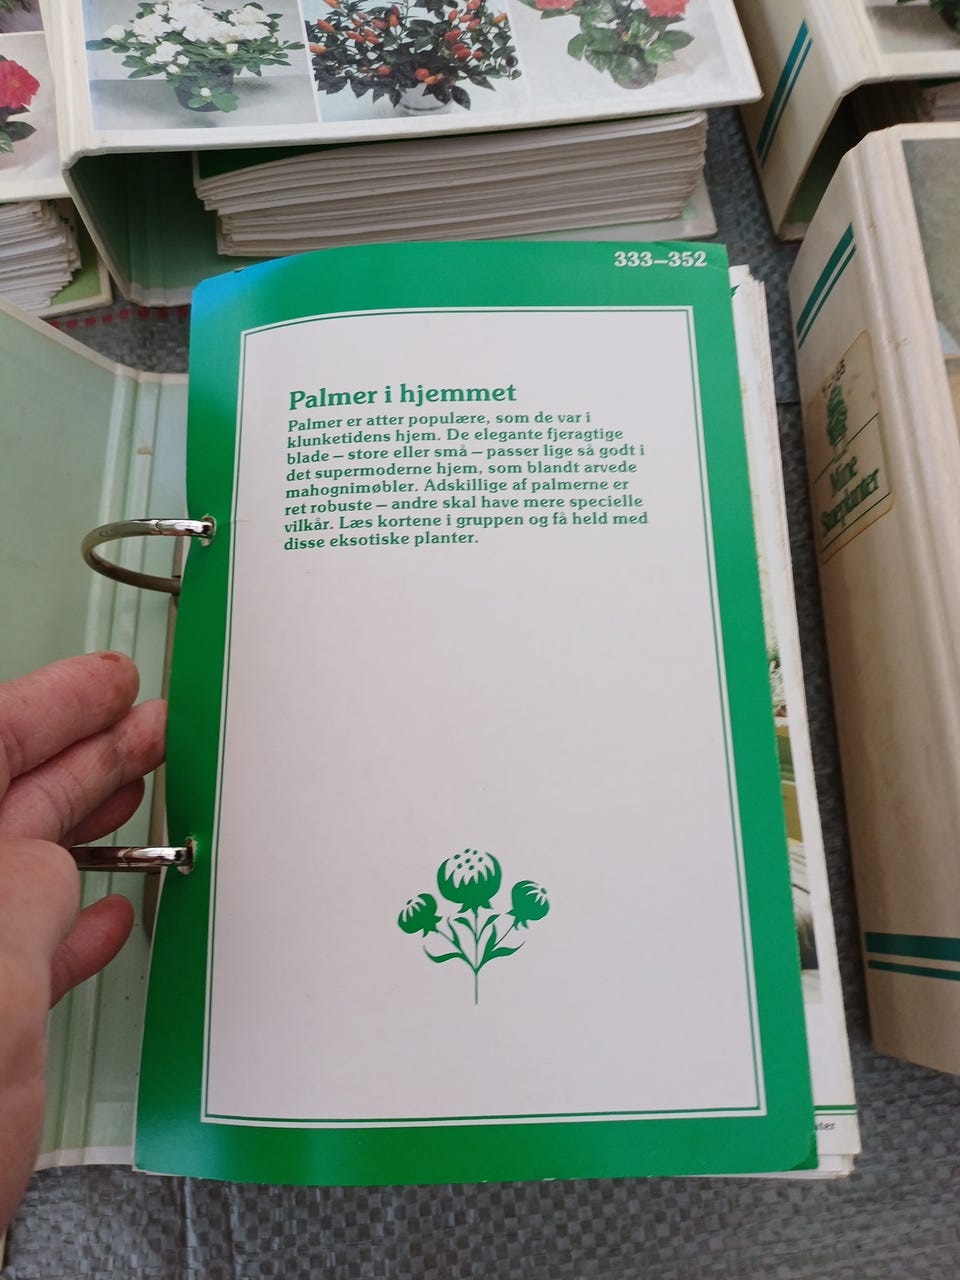 333–352
Palmer i hjemmet
Palmer er atter populære, som de var i
klunketidens hjem. De elegante fjeragtige
blade – store eller små – passer lige så godt i
det supermoderne hjem, som blandt arvede
mahognimøbler. Adskillige af palmerne er
ret robuste – andre skal have mere specielle
vilkår. Læs kortene i gruppen og få held med
disse eksotiske planter.
Mine
Stueplanter